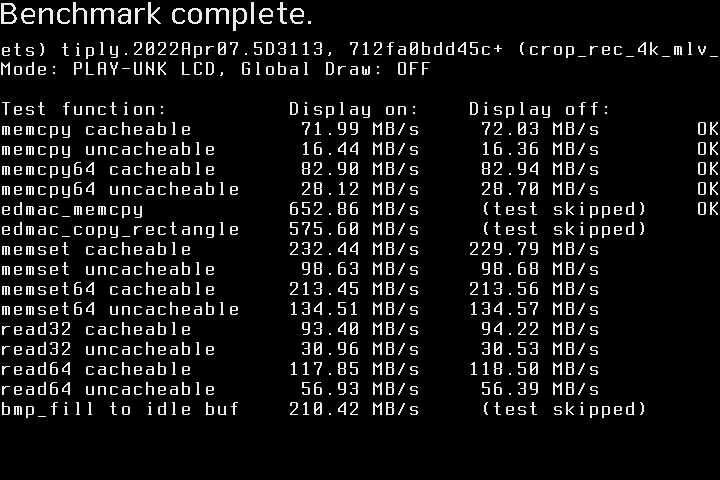 Benchmark complete.
ets) tiply.2022Apr07.5D3113, 712fa0bdd45c+ (crop_rec_4k_mlv_
Mode: PLAY-UNK LCD, Global Draw: OFF
Test function: Display on: Display off:
memcpy cacheable 71.99 MB/s 72.03 MB/s OK
memcpy uncacheable 16.44 MB/s 16.36 MB/s OK
memcpy64 cacheable 82.90 MB/s 82.94 MB/s OK
memcpy64 uncacheable 28.12 MB/s 28.70 MB/s OK
edmac_memcpy 652.86 MB/s (test skipped) OK
edmac_copy_rectangle 575.60 MB/s (test skipped)
memset cacheable 232.44 MB/s 229.79 MB/s
memset uncacheable 98.63 MB/s 98.68 MB/s
memset64 cacheable 213.45 MB/s 213.56 MB/s
memset64 uncacheable 134.51 MB/s 134.57 MB/s
read32 cacheable 93.40 MB/s 94.22 MB/s
read32 uncacheable 30.96 MB/s 30.53 MB/s
read64 cacheable 117.85 MB/s 118.50 MB/s
read64 uncacheable 56.93 MB/s 56.39 MB/s
bmp_fill to idle buf 210.42 MB/s (test skipped)